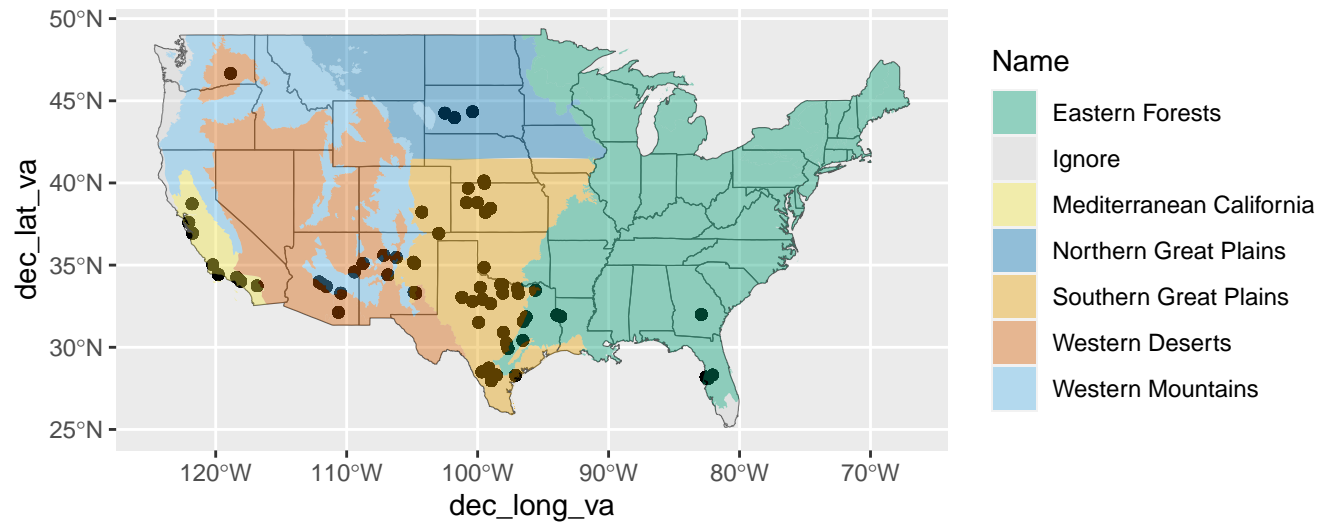 50°N
45°N
40°N
35°N
30°N
25°N
dec_lat_va
120°W 110°W 100°W 90°W 80°W 70°W
dec_long_va
Name
Eastern Forests
Ignore
Mediterranean California
Northern Great Plains
Southern Great Plains
Western Deserts
Western Mountains